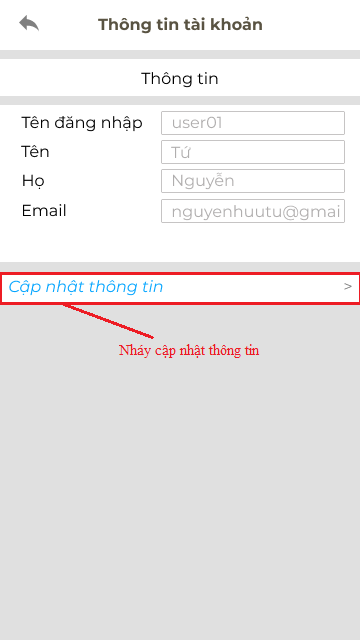 Thông tin tài khoản
Thông tin
Tên đăng nhập user01
Tên Tứ
Họ Nguyễn
Email nguyenhuutu@gmai
Cập nhật thông tin >
Nháy cập nhật thông tin